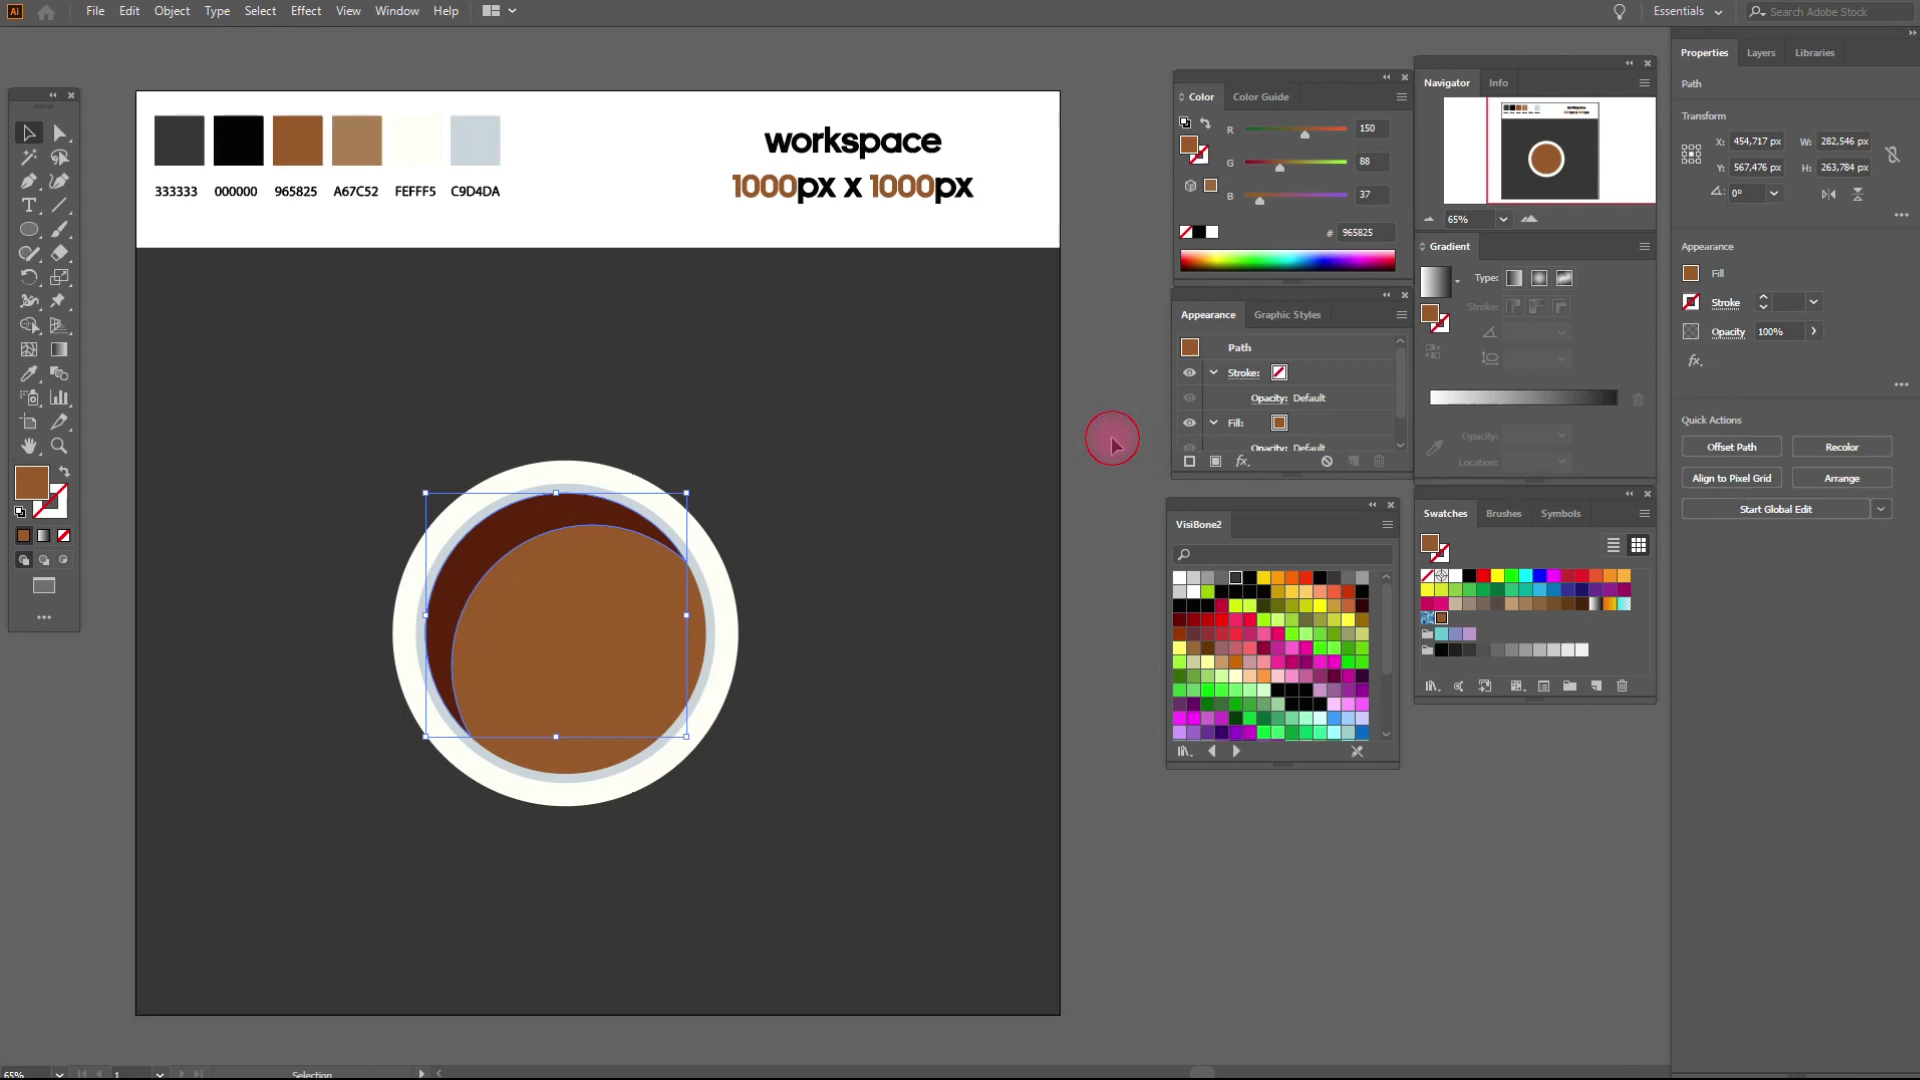 Ai File Edit Object Type Select Effect View Window Help
Essentials
Search Adobe Stock
333333 000000 965825 A67C52 FEFFF5 C9D4DA
workspace
1000px x 1000px
Color Color Guide
R 150
G 88
B 37
# 965825
Appearance Graphic Styles
Path
Stroke:
Opacity: Default
Fill:
Opacity: Default
VisiBone2
Navigator Info
65%
Gradient
Type:
Stroke:
Opacity:
Location:
Swatches Brushes Symbols
Properties Layers Libraries
Path
Transform
X: 454,717 px W: 282,546 px
Y: 567,476 px H: 263,784 px
0°
Appearance
Fill
Stroke
Opacity 100%
fx.
Quick Actions
Offset Path Recolor
Align to Pixel Grid Arrange
Start Global Edit
65% 1 Selection